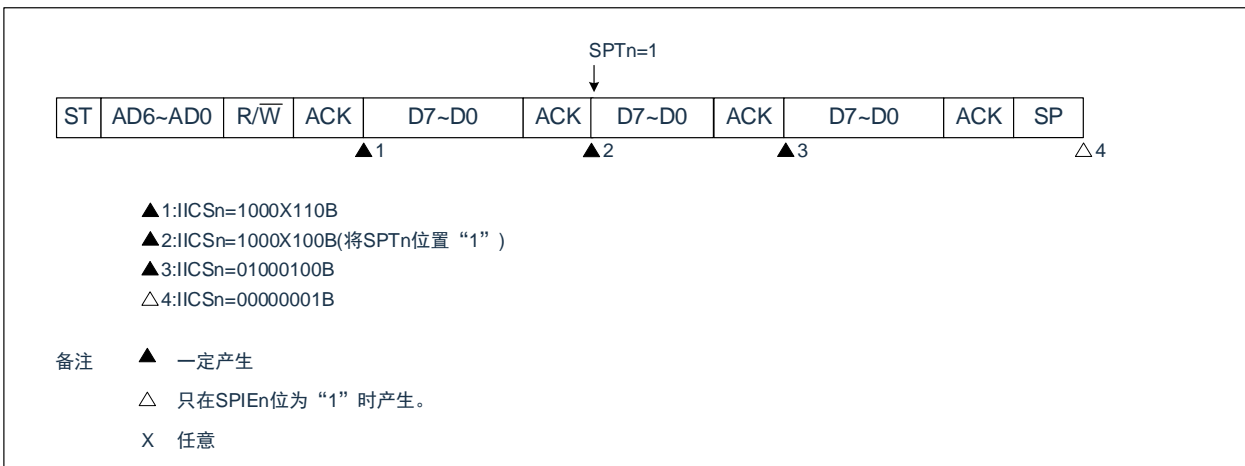 SPTn=1
ST AD6~AD0 R/W̅ ACK D7~D0 ACK D7~D0 ACK D7~D0 ACK SP
▲1 ▲2 ▲3 △4
▲1:IICSn=1000X110B
▲2:IICSn=1000X100B(将SPTn位置“1”)
▲3:IICSn=01000100B
△4:IICSn=00000001B
备注 ▲ 一定产生
△ 只在SPIEn位为“1”时产生。
X 任意